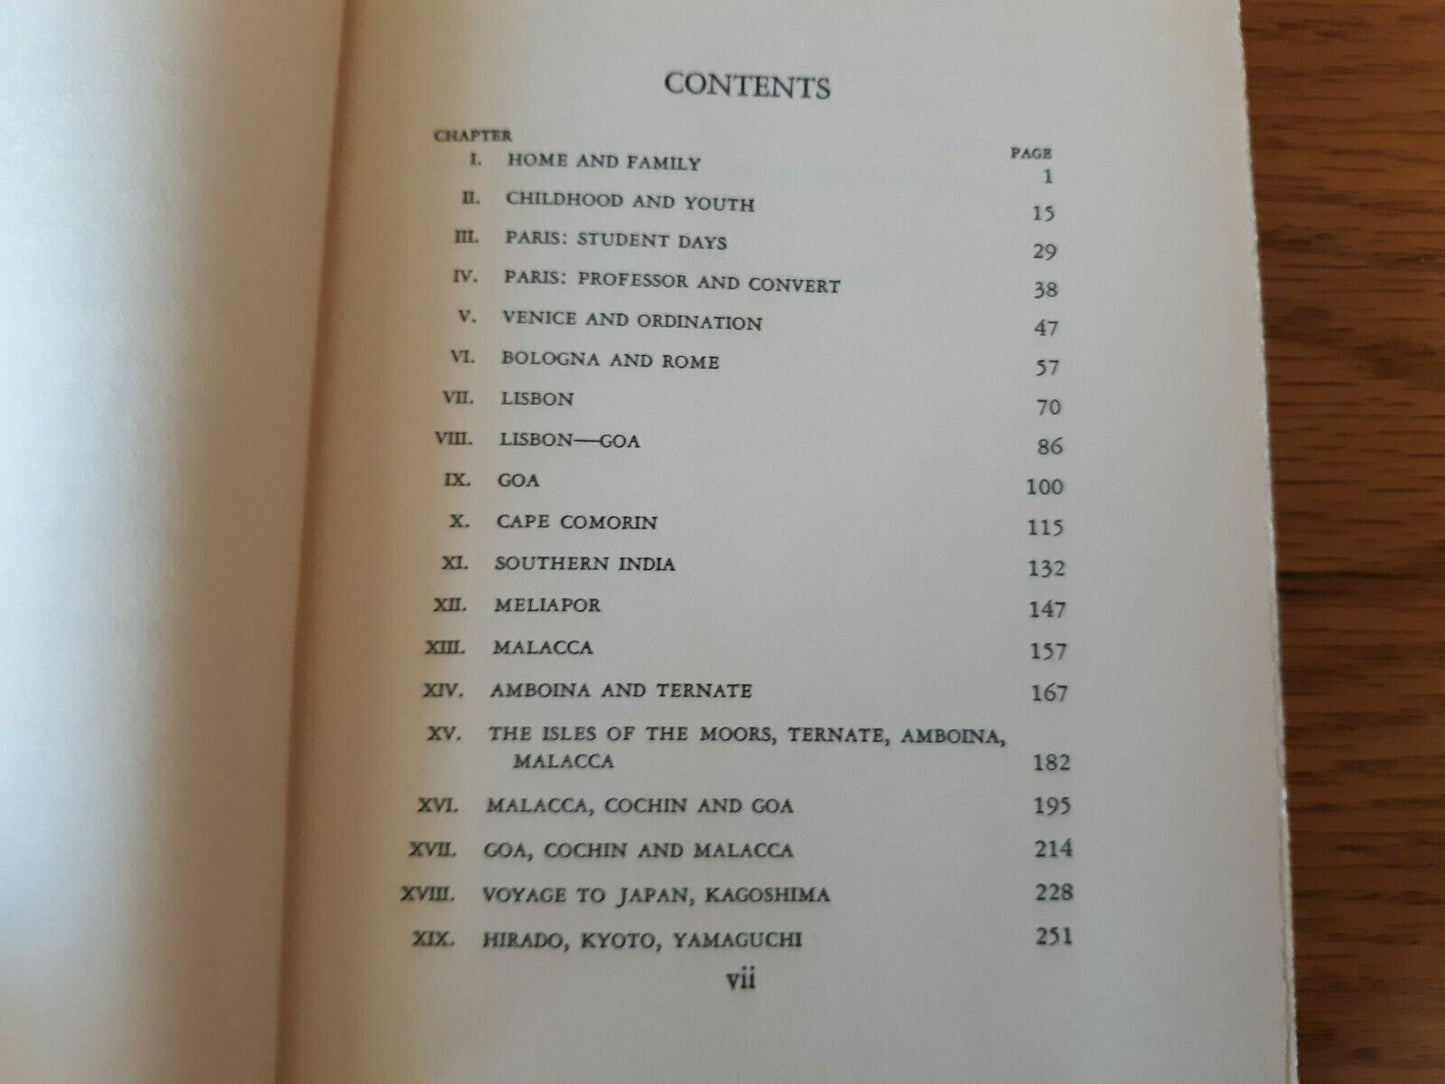 CONTENTS
CHAPTER PAGE
I. HOME AND FAMILY 1
II. CHILDHOOD AND YOUTH 15
III. PARIS: STUDENT DAYS 29
IV. PARIS: PROFESSOR AND CONVERT 38
V. VENICE AND ORDINATION 47
VI. BOLOGNA AND ROME 57
VII. LISBON 70
VIII. LISBON—GOA 86
IX. GOA 100
X. CAPE COMORIN 115
XI. SOUTHERN INDIA 132
XII. MELIAPOR 147
XIII. MALACCA 157
XIV. AMBOINA AND TERNATE 167
XV. THE ISLES OF THE MOORS, TERNATE, AMBOINA,
MALACCA 182
XVI. MALACCA, COCHIN AND GOA 195
XVII. GOA, COCHIN AND MALACCA 214
XVIII. VOYAGE TO JAPAN, KAGOSHIMA 228
XIX. HIRADO, KYOTO, YAMAGUCHI 251
vii